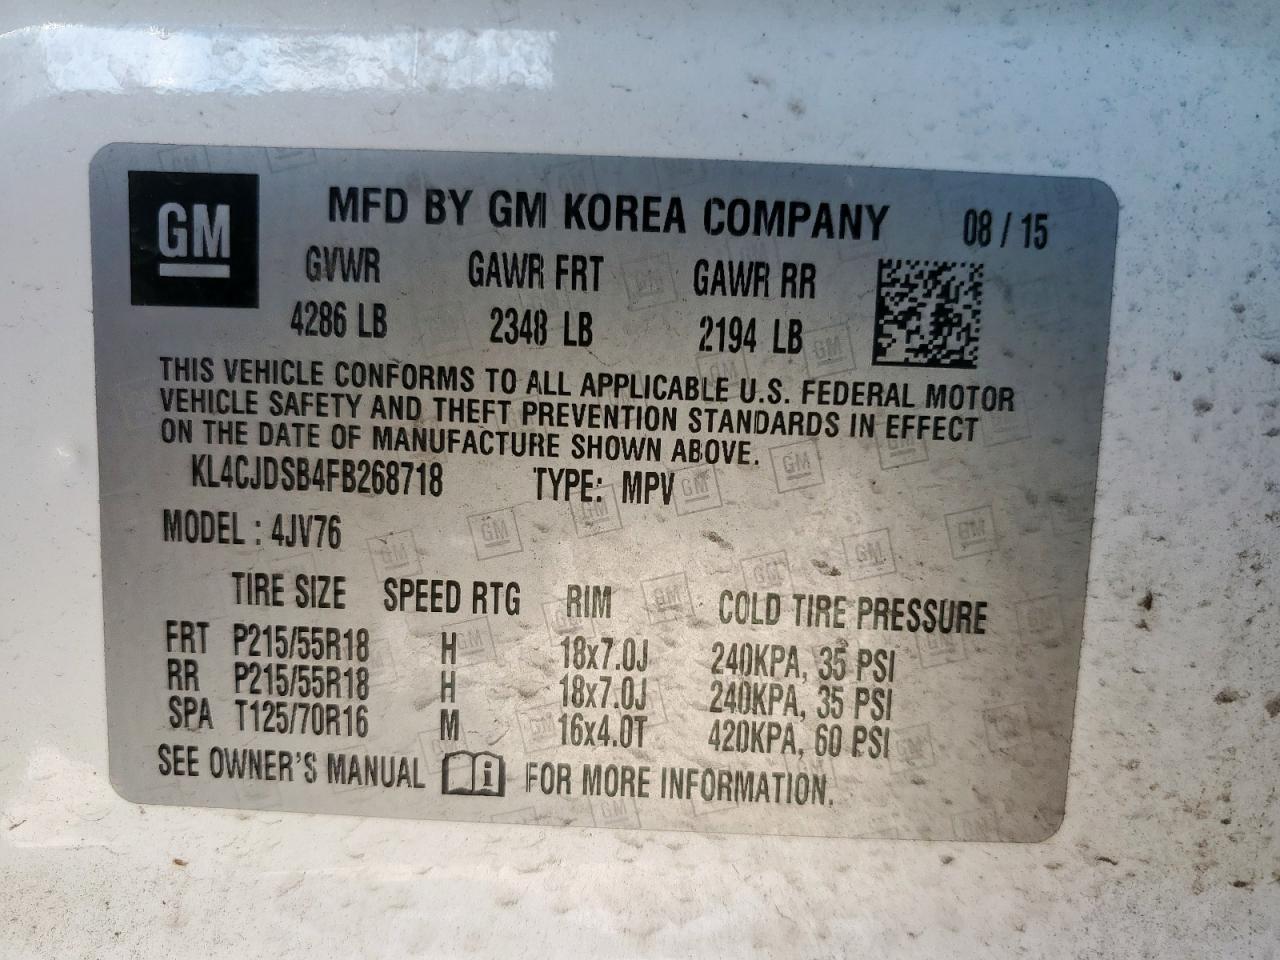 GM
MFD BY GM KOREA COMPANY 08 / 15
GVWR GAWR FRT GAWR RR
4286 LB 2348 LB 2194 LB
THIS VEHICLE CONFORMS TO ALL APPLICABLE U.S. FEDERAL MOTOR
VEHICLE SAFETY AND THEFT PREVENTION STANDARDS IN EFFECT
ON THE DATE OF MANUFACTURE SHOWN ABOVE.
KL4CJDSB4FB268718 TYPE: MPV
MODEL : 4JV76
TIRE SIZE SPEED RTG RIM COLD TIRE PRESSURE
FRT P215/55R18 H 18x7.0J 240KPA, 35 PSI
RR P215/55R18 H 18x7.0J 240KPA, 35 PSI
SPA T125/70R16 M 16x4.0T 420KPA, 60 PSI
SEE OWNER'S MANUAL i FOR MORE INFORMATION.